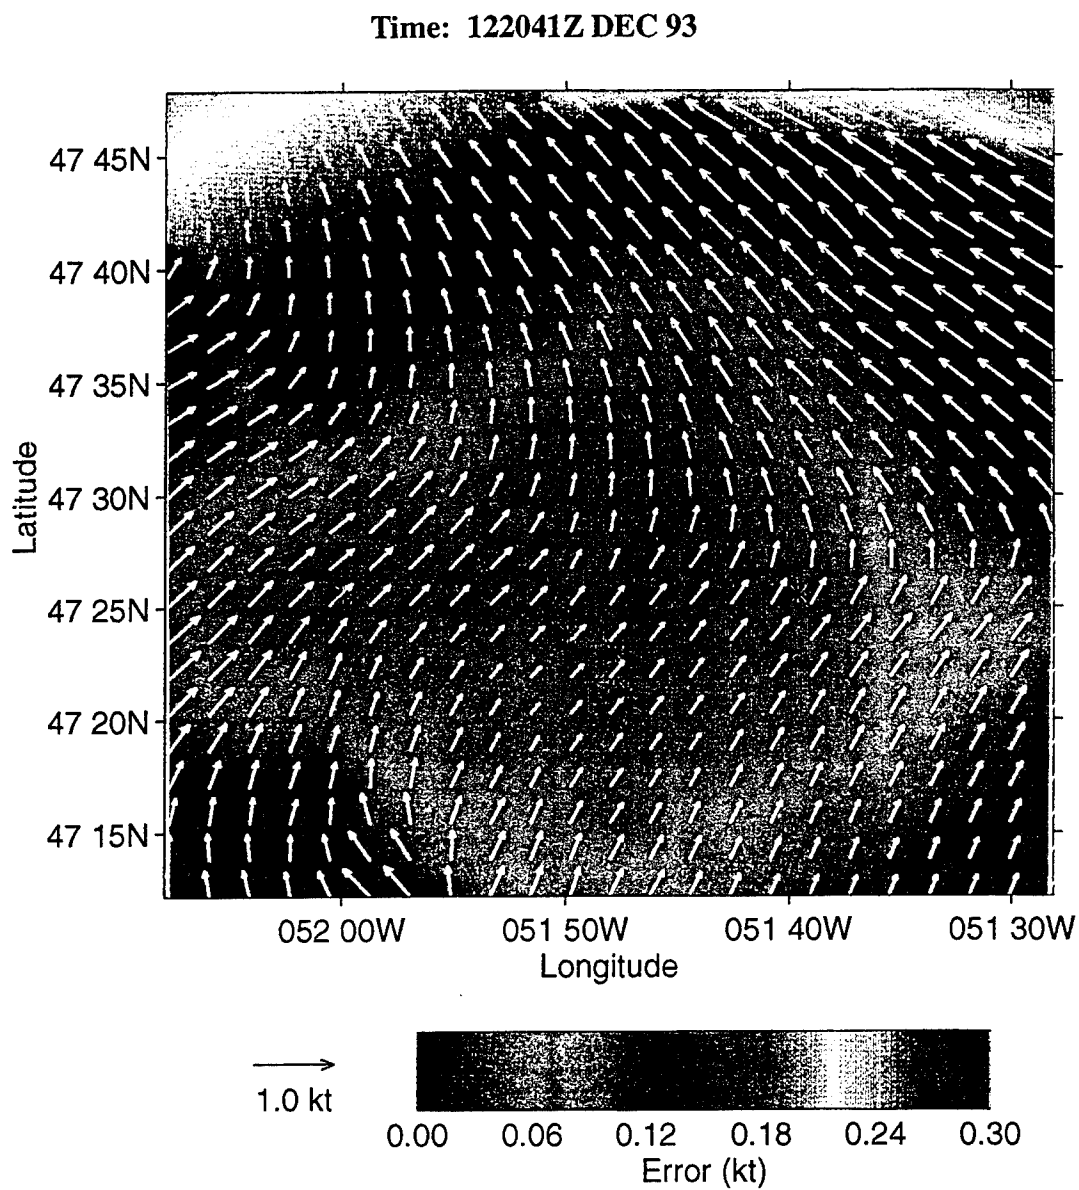 Time: 122041Z DEC 93
47 45N
47 40N
47 35N
47 30N
47 25N
47 20N
47 15N
Latitude
052 00W 051 50W 051 40W 051 30W
Longitude
1.0 kt
0.00 0.06 0.12 0.18 0.24 0.30
Error (kt)